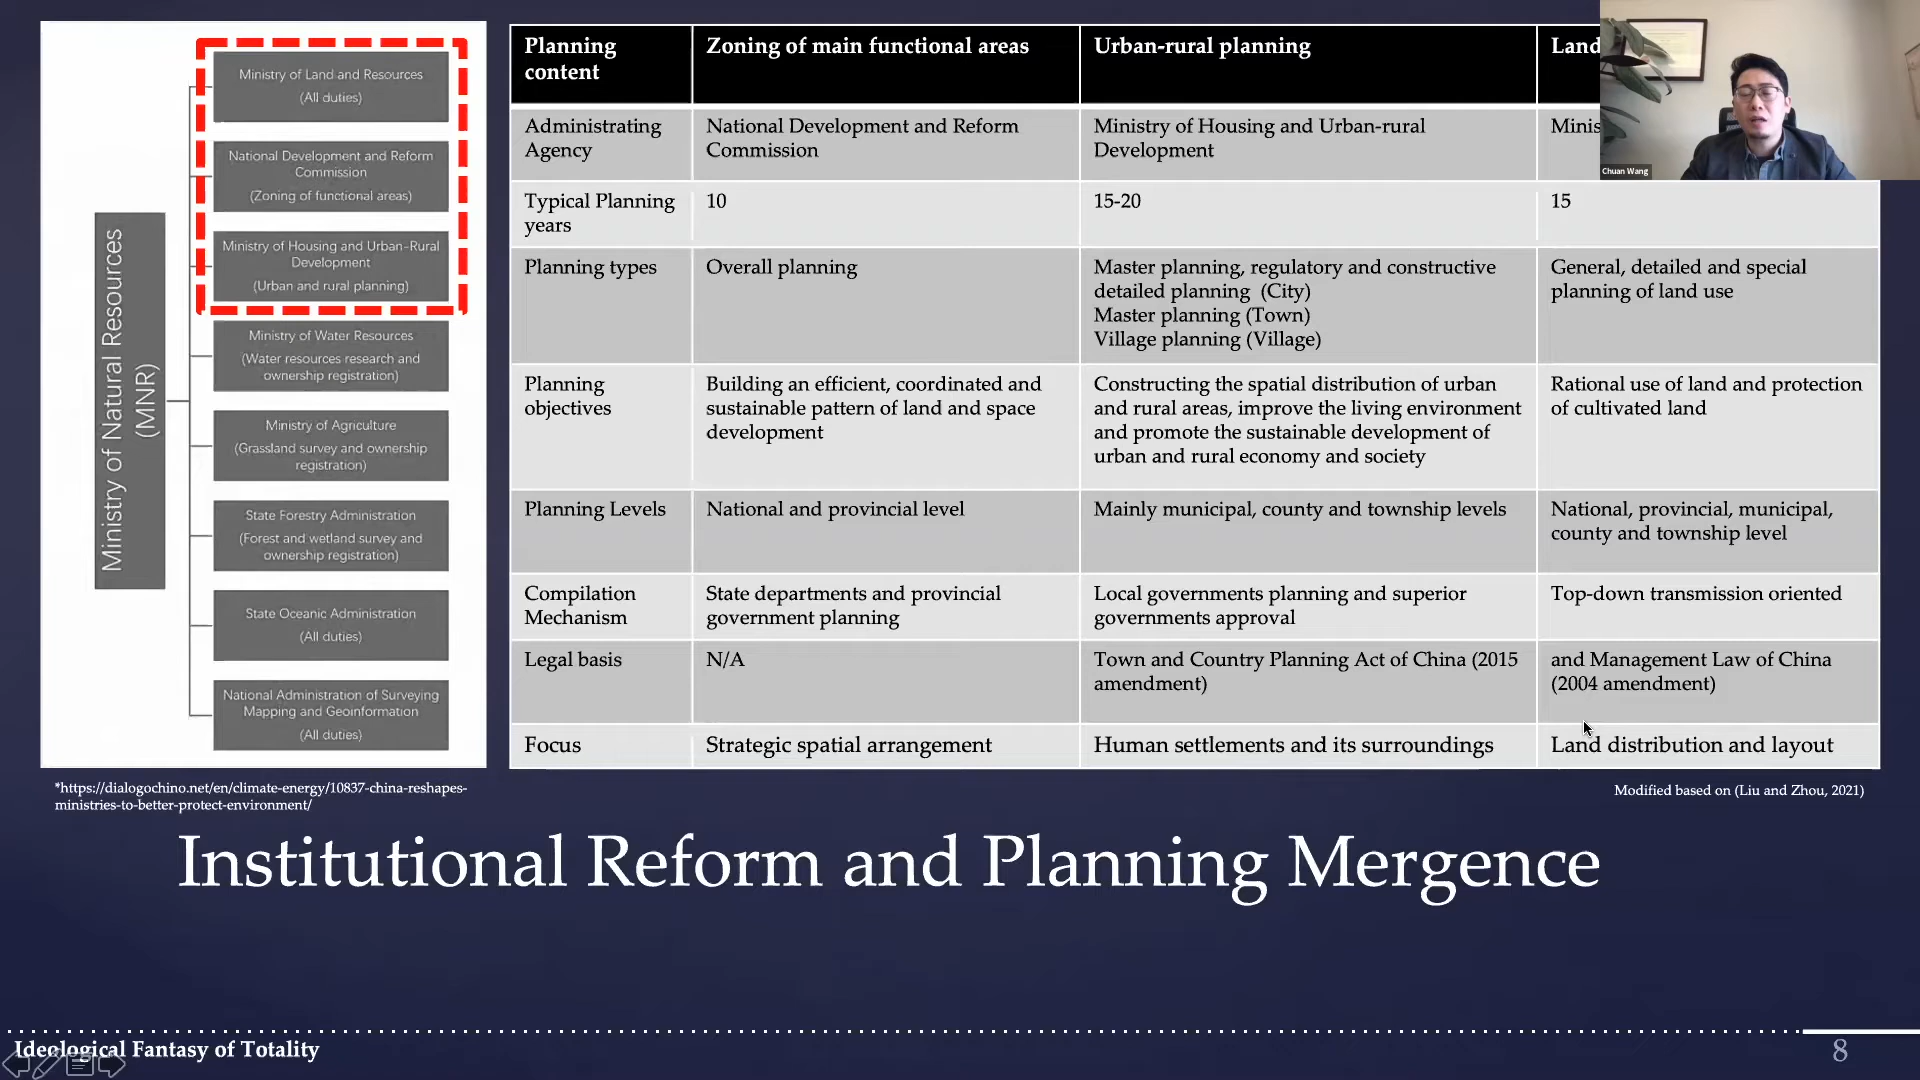 Ministry of Natural Resources
(MNR)
Ministry of Land and Resources
(All duties)
National Development and Reform
Commission
(Zoning of functional areas)
Ministry of Housing and Urban-Rural
Development
(Urban and rural planning)
Ministry of Water Resources
(Water resources research and
ownership registration)
Ministry of Agriculture
(Grassland survey and ownership
registration)
State Forestry Administration
(Forest and wetland survey and
ownership registration)
State Oceanic Administration
(All duties)
National Administration of Surveying
Mapping and Geoinformation
(All duties)
*https://dialogochino.net/en/climate-energy/10837-china-reshapes-
ministries-to-better-protect-environment/
Planning
content
Zoning of main functional areas
Urban-rural planning
Land
Administrating
Agency
National Development and Reform
Commission
Ministry of Housing and Urban-rural
Development
Minis
Typical Planning
years
10
15-20
15
Planning types
Overall planning
Master planning, regulatory and constructive
detailed planning (City)
Master planning (Town)
Village planning (Village)
General, detailed and special
planning of land use
Planning
objectives
Building an efficient, coordinated and
sustainable pattern of land and space
development
Constructing the spatial distribution of urban
and rural areas, improve the living environment
and promote the sustainable development of
urban and rural economy and society
Rational use of land and protection
of cultivated land
Planning Levels
National and provincial level
Mainly municipal, county and township levels
National, provincial, municipal,
county and township level
Compilation
Mechanism
State departments and provincial
government planning
Local governments planning and superior
governments approval
Top-down transmission oriented
Legal basis
N/A
Town and Country Planning Act of China (2015
amendment)
and Management Law of China
(2004 amendment)
Focus
Strategic spatial arrangement
Human settlements and its surroundings
Land distribution and layout
Chuan Wang
Modified based on (Liu and Zhou, 2021)
Institutional Reform and Planning Mergence
Ideological Fantasy of Totality
8